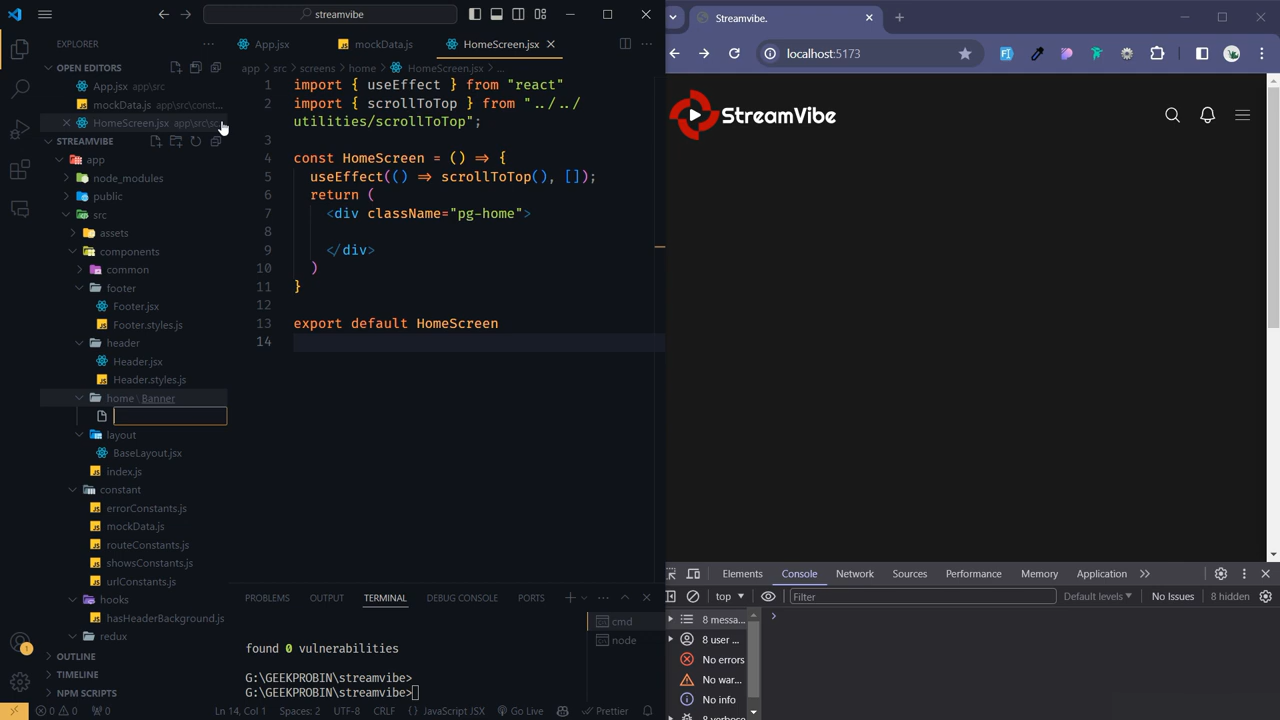 streamvibe
EXPLORER
OPEN EDITORS
App.jsx app\src
mockData.js app\src\const...
HomeScreen.jsx app\src\sc...
STREAMVIBE
app
node_modules
public
src
assets
components
common
footer
Footer.jsx
Footer.styles.js
header
Header.jsx
Header.styles.js
home \ Banner
layout
BaseLayout.jsx
index.js
constant
errorConstants.js
mockData.js
routeConstants.js
showsConstants.js
urlConstants.js
hooks
hasHeaderBackground.js
redux
OUTLINE
TIMELINE
NPM SCRIPTS
App.jsx mockData.js HomeScreen.jsx
app > src > screens > home > HomeScreen.jsx > ...
1 import { useEffect } from "react"
2 import { scrollToTop } from "../../
utilities/scrollToTop";
3
4 const HomeScreen = () ⇒ {
5 useEffect(() ⇒ scrollToTop(), []);
6 return (
7 <div className="pg-home">
8
9 </div>
10 )
11 }
12
13 export default HomeScreen
14
PROBLEMS OUTPUT TERMINAL DEBUG CONSOLE PORTS
found 0 vulnerabilities
G:\GEEKPROBIN\streamvibe>
G:\GEEKPROBIN\streamvibe>
cmd
node
1
0 0 0 Ln 14, Col 1 Spaces: 2 UTF-8 CRLF {} JavaScript JSX Go Live Prettier
Streamvibe.
localhost:5173
StreamVibe
Elements Console Network Sources Performance Memory Application
top Filter Default levels No Issues 8 hidden
8 messa...
8 user ...
No errors
No war...
No info
8 verbose